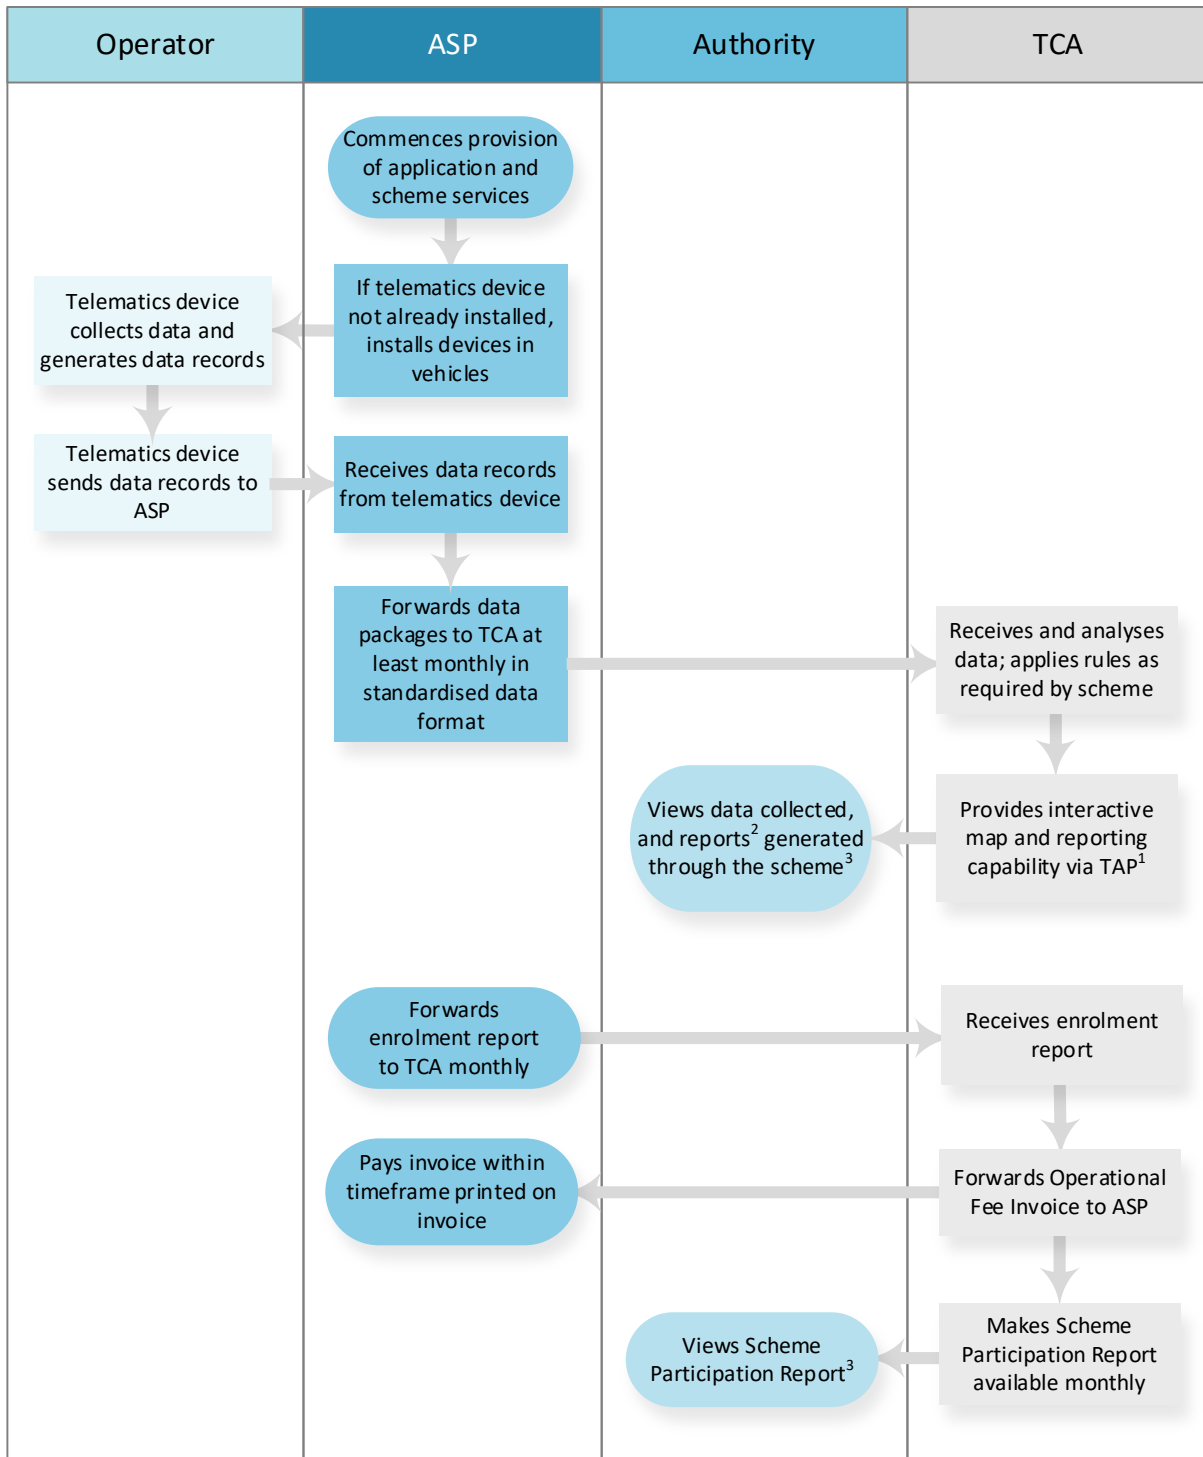 Operator
ASP
Authority
TCA
Commences provision
of application and
scheme services
If telematics device
not already installed,
installs devices in
vehicles
Telematics device
collects data and
generates data records
Telematics device
sends data records to
ASP
Receives data records
from telematics device
Forwards data
packages to TCA at
least monthly in
standardised data
format
Receives and analyses
data; applies rules as
required by scheme
Provides interactive
map and reporting
capability via TAP¹
Views data collected,
and reports² generated
through the scheme³
Forwards
enrolment report
to TCA monthly
Receives enrolment
report
Forwards Operational
Fee Invoice to ASP
Pays invoice within
timeframe printed on
invoice
Makes Scheme
Participation Report
available monthly
Views Scheme
Participation Report³